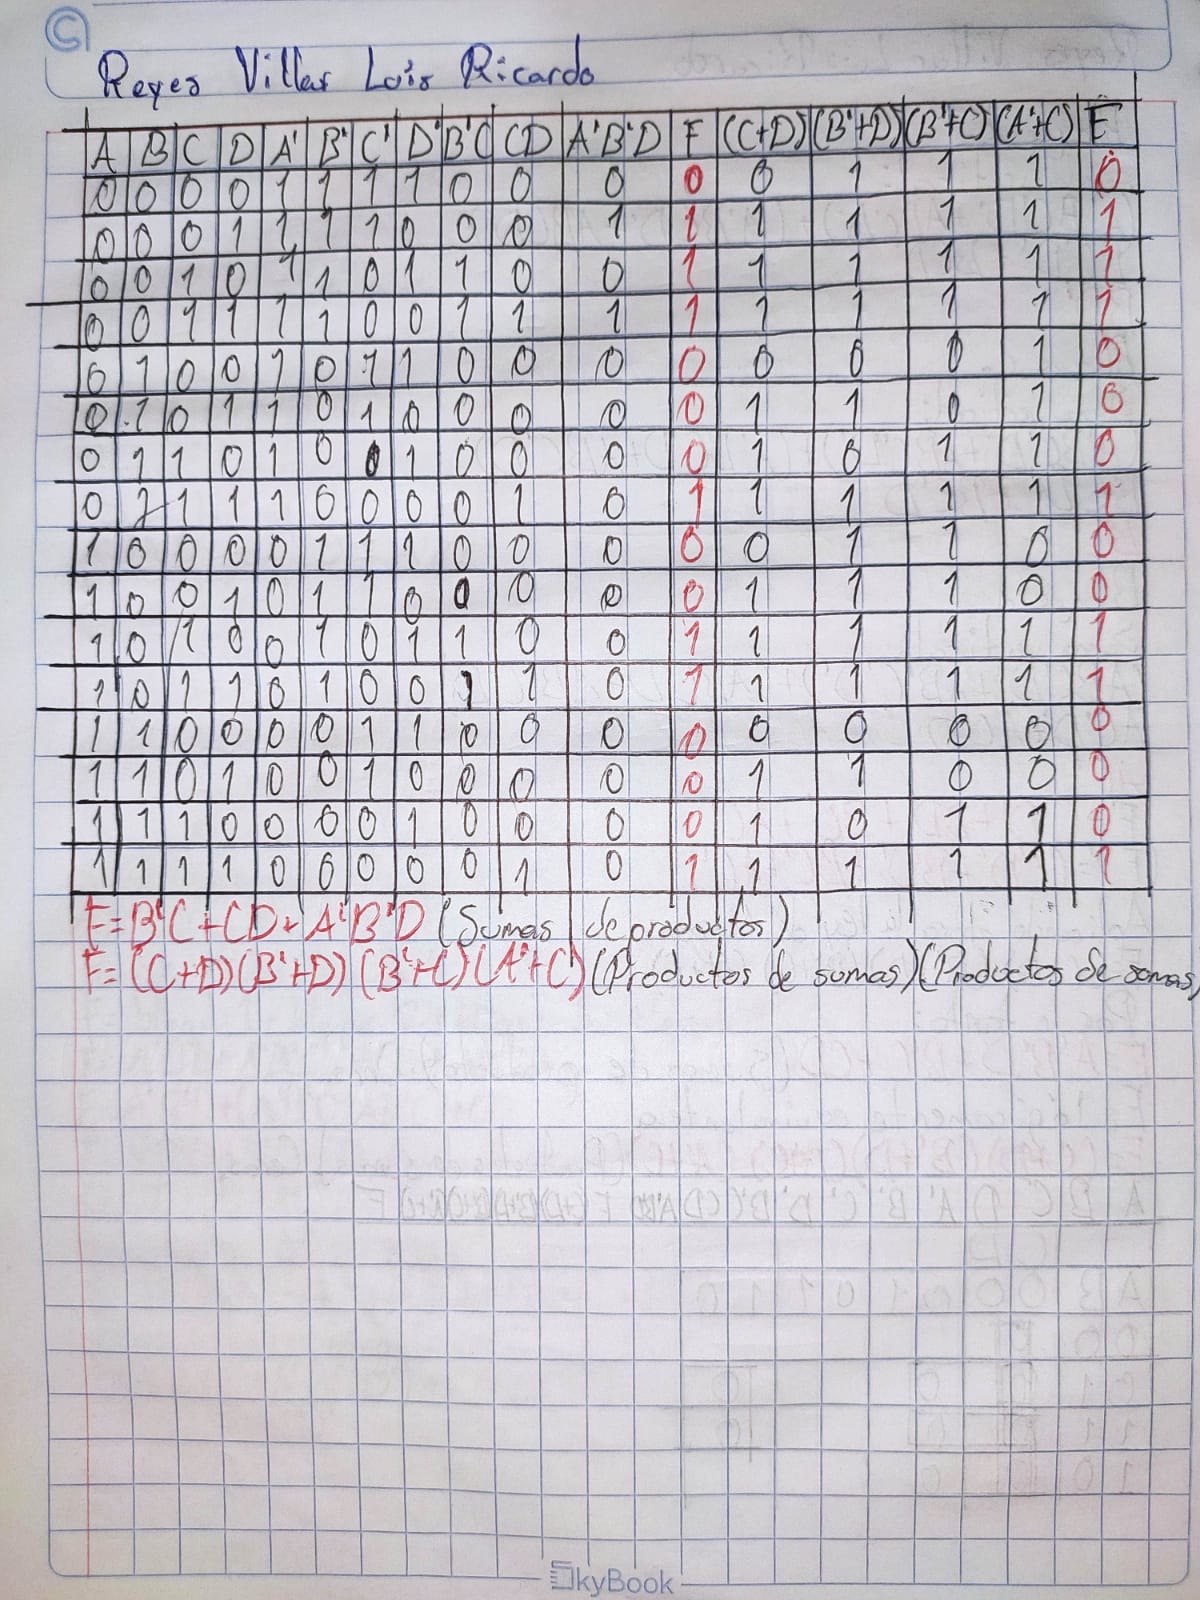 Reyes Villar Luis Ricardo
A B C D A' B' C' D' B'C CD A'B'D F (C+D) (B'+D) (B'+C) (A'+C) F
0 0 0 0 1 1 1 1 0 0 0 0 0 1 1 1 0
0 0 0 1 1 1 1 0 0 0 1 1 1 1 1 1 1
0 0 1 0 1 1 0 1 1 0 0 1 1 1 1 1 1
0 0 1 1 1 1 0 0 1 1 1 1 1 1 1 1 1
0 1 0 0 1 0 1 1 0 0 0 0 0 0 0 1 0
0 1 0 1 1 0 1 0 0 0 0 0 1 1 0 1 0
0 1 1 0 1 0 0 1 0 0 0 0 1 0 1 1 0
0 1 1 1 1 0 0 0 0 1 0 1 1 1 1 1 1
1 0 0 0 0 1 1 1 0 0 0 0 0 1 1 0 0
1 0 0 1 0 1 1 0 0 0 0 0 1 1 1 0 0
1 0 1 0 0 1 0 1 1 0 0 1 1 1 1 1 1
1 0 1 1 0 1 0 0 1 1 0 1 1 1 1 1 1
1 1 0 0 0 0 1 1 0 0 0 0 0 0 0 0 0
1 1 0 1 0 0 1 0 0 0 0 0 1 1 0 0 0
1 1 1 0 0 0 0 1 0 0 0 0 1 0 1 1 0
1 1 1 1 0 0 0 0 0 1 0 1 1 1 1 1 1
F=B'C+CD+A'B'D (Sumas de productos)
F=(C+D)(B'+D)(B'+C)(A'+C)(Productos de sumas)(Productos de sumas)
SkyBook